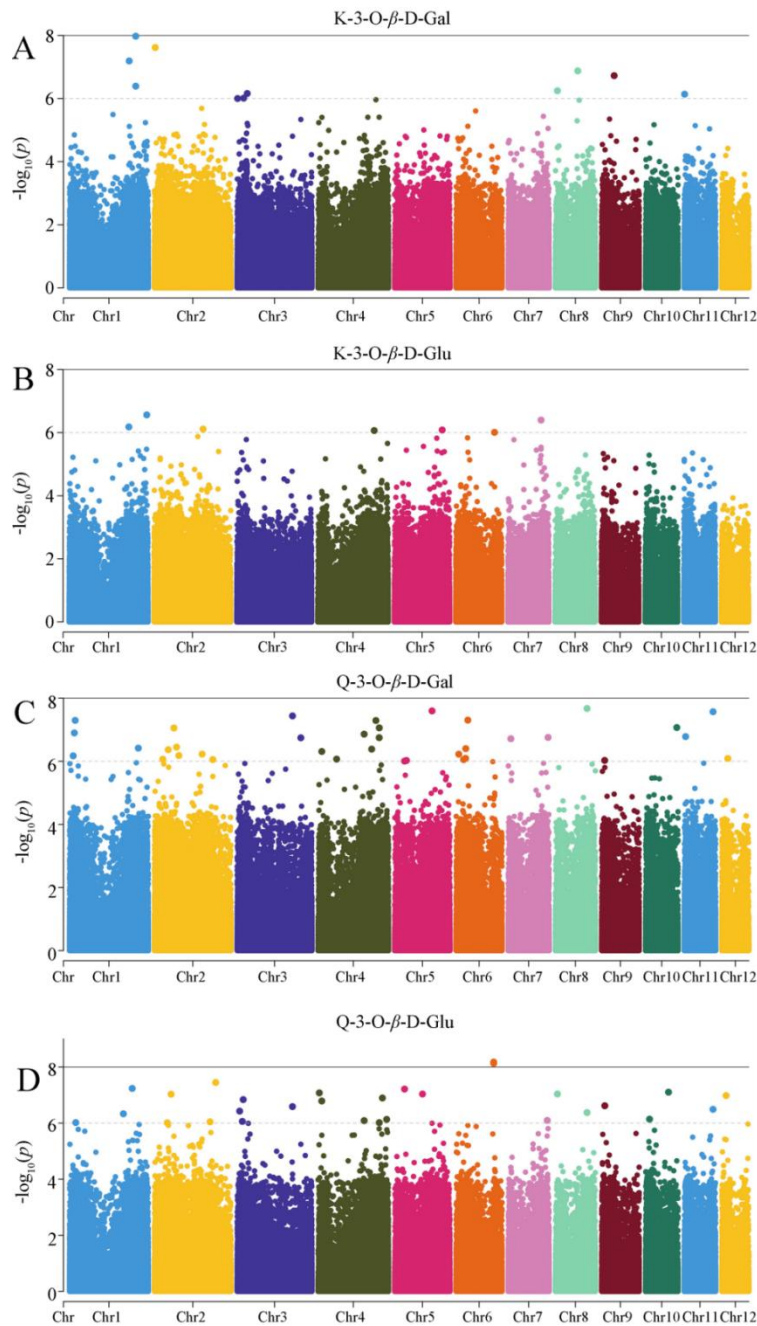 A
K-3-O-β-D-Gal
8
6
4
2
0
-log10(p)
Chr Chr1 Chr2 Chr3 Chr4 Chr5 Chr6 Chr7 Chr8 Chr9 Chr10 Chr11 Chr12
B
K-3-O-β-D-Glu
8
6
4
2
0
-log10(p)
Chr Chr1 Chr2 Chr3 Chr4 Chr5 Chr6 Chr7 Chr8 Chr9 Chr10 Chr11 Chr12
C
Q-3-O-β-D-Gal
8
6
4
2
0
-log10(p)
Chr Chr1 Chr2 Chr3 Chr4 Chr5 Chr6 Chr7 Chr8 Chr9 Chr10 Chr11 Chr12
D
Q-3-O-β-D-Glu
8
6
4
2
0
-log10(p)
Chr Chr1 Chr2 Chr3 Chr4 Chr5 Chr6 Chr7 Chr8 Chr9 Chr10 Chr11 Chr12